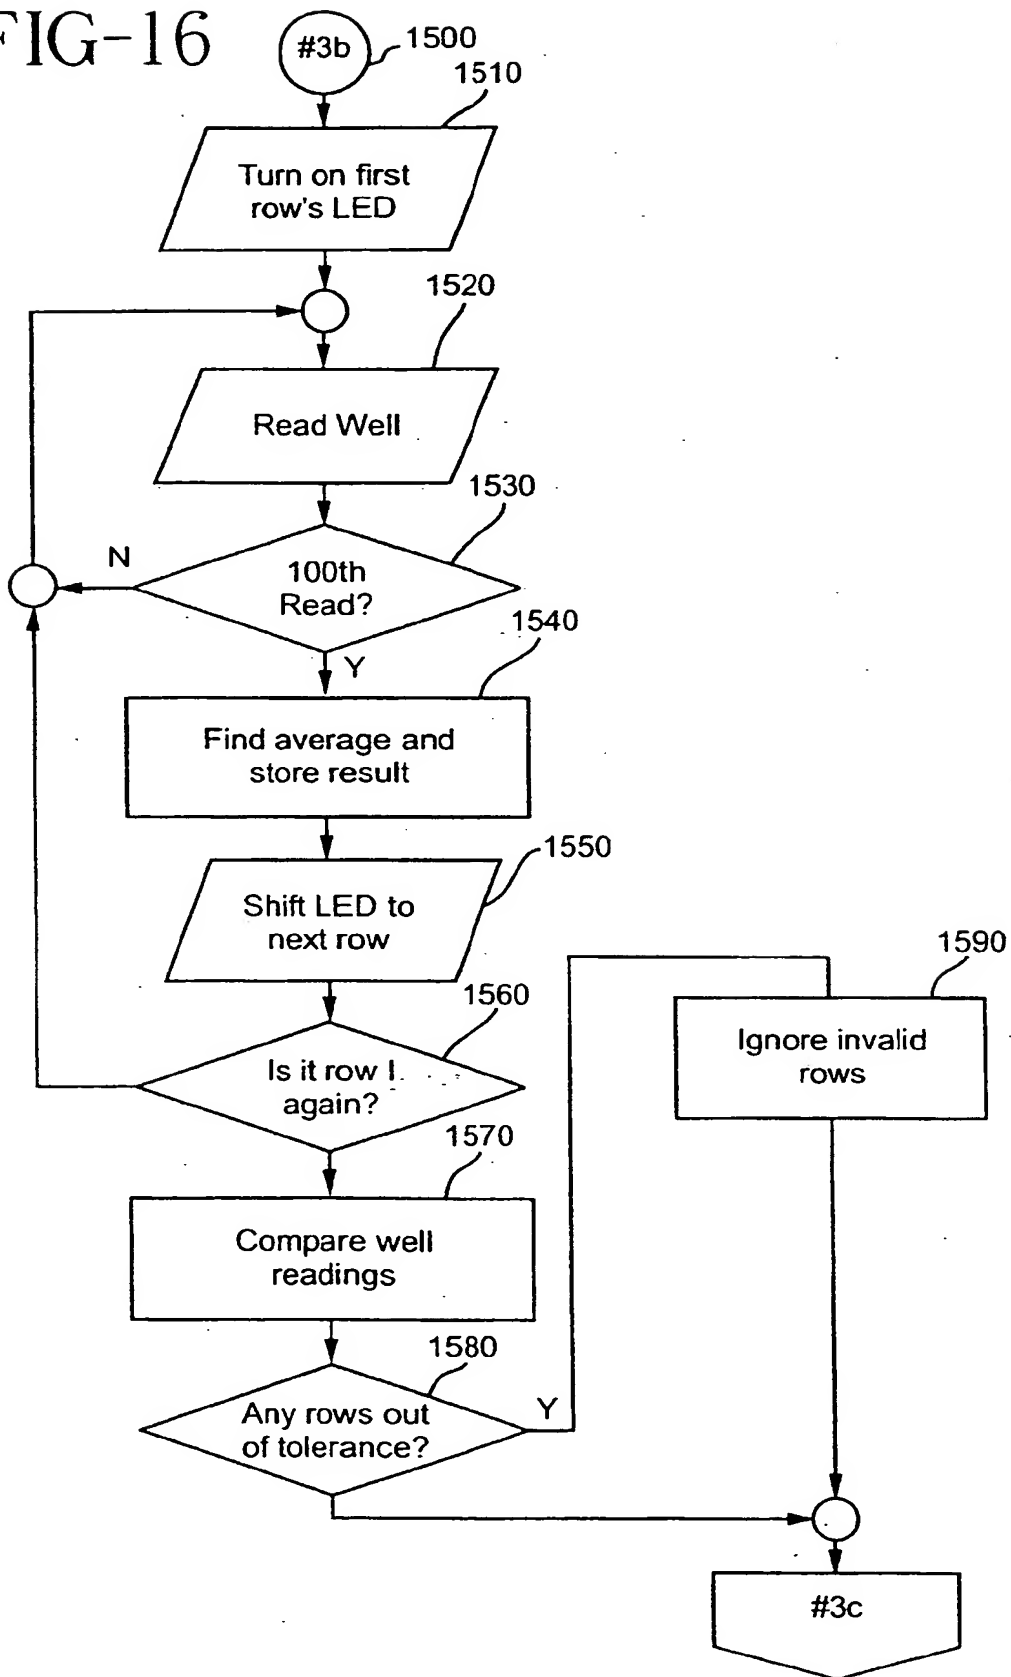 FIG-16
#3b
1500
1510
Turn on first
row's LED
1520
Read Well
1530
N
100th
Read?
1540
Y
Find average and
store result
1550
Shift LED to
next row
1590
1560
Ignore invalid
rows
Is it row I
again?
1570
Compare well
readings
1580
Y
Any rows out
of tolerance?
#3c